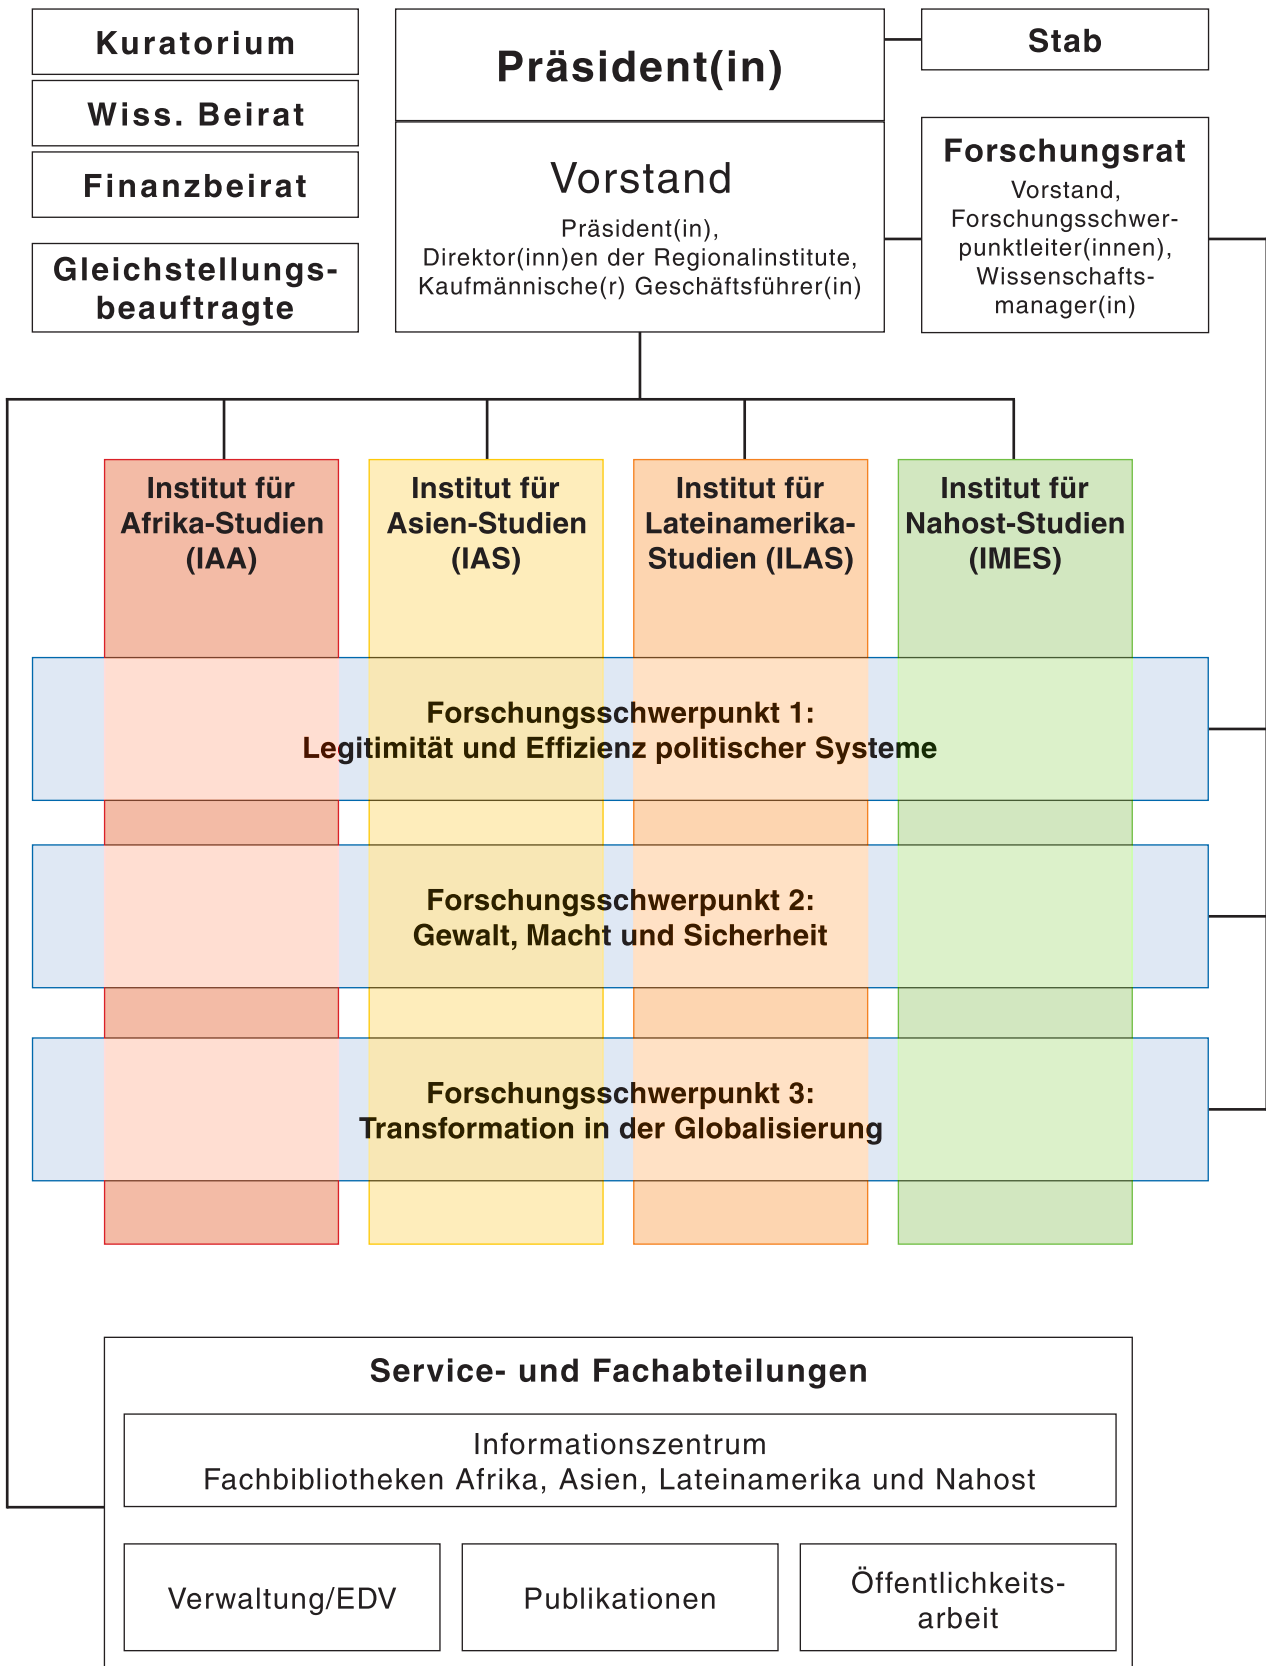 Kuratorium
Wiss. Beirat
Finanzbeirat
Gleichstellungs-
beauftragte
Präsident(in)
Vorstand
Präsident(in),
Direktor(inn)en der Regionalinstitute,
Kaufmännische(r) Geschäftsführer(in)
Stab
Forschungsrat
Vorstand,
Forschungsschwer-
punktleiter(innen),
Wissenschafts-
manager(in)
Institut für
Afrika-Studien
(IAA)
Institut für
Asien-Studien
(IAS)
Institut für
Lateinamerika-
Studien (ILAS)
Institut für
Nahost-Studien
(IMES)
Forschungsschwerpunkt 1:
Legitimität und Effizienz politischer Systeme
Forschungsschwerpunkt 2:
Gewalt, Macht und Sicherheit
Forschungsschwerpunkt 3:
Transformation in der Globalisierung
Service- und Fachabteilungen
Informationszentrum
Fachbibliotheken Afrika, Asien, Lateinamerika und Nahost
Verwaltung/EDV
Publikationen
Öffentlichkeits-
arbeit